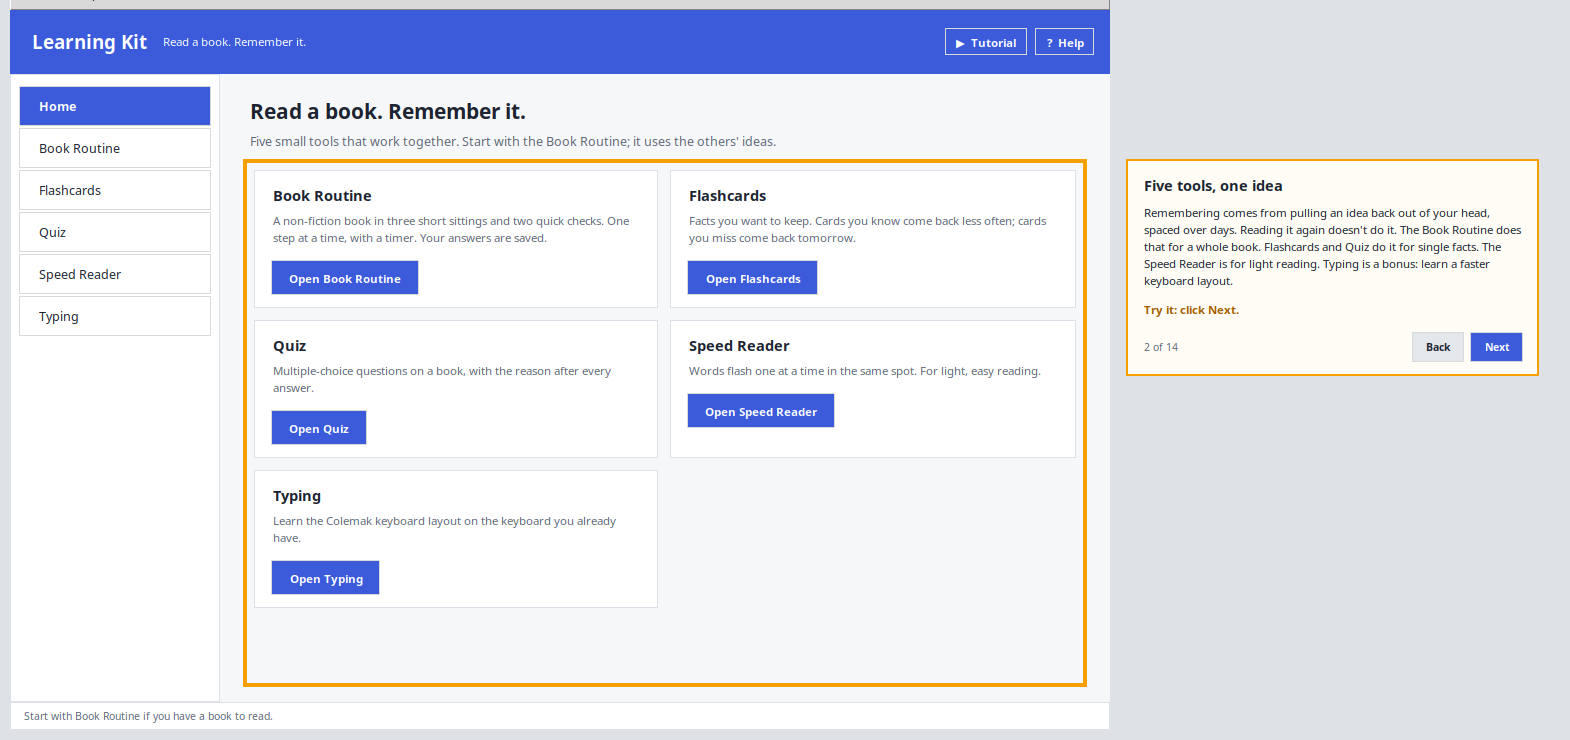 Learning Kit
Read a book. Remember it.
▶ Tutorial
? Help
Home
Book Routine
Flashcards
Quiz
Speed Reader
Typing
Read a book. Remember it.
Five small tools that work together. Start with the Book Routine; it uses the others' ideas.
Book Routine
A non-fiction book in three short sittings and two quick checks. One
step at a time, with a timer. Your answers are saved.
Open Book Routine
Flashcards
Facts you want to keep. Cards you know come back less often; cards
you miss come back tomorrow.
Open Flashcards
Quiz
Multiple-choice questions on a book, with the reason after every
answer.
Open Quiz
Speed Reader
Words flash one at a time in the same spot. For light, easy reading.
Open Speed Reader
Typing
Learn the Colemak keyboard layout on the keyboard you already
have.
Open Typing
Five tools, one idea
Remembering comes from pulling an idea back out of your head,
spaced over days. Reading it again doesn't do it. The Book Routine does
that for a whole book. Flashcards and Quiz do it for single facts. The
Speed Reader is for light reading. Typing is a bonus: learn a faster
keyboard layout.
Try it: click Next.
2 of 14
Back
Next
Start with Book Routine if you have a book to read.